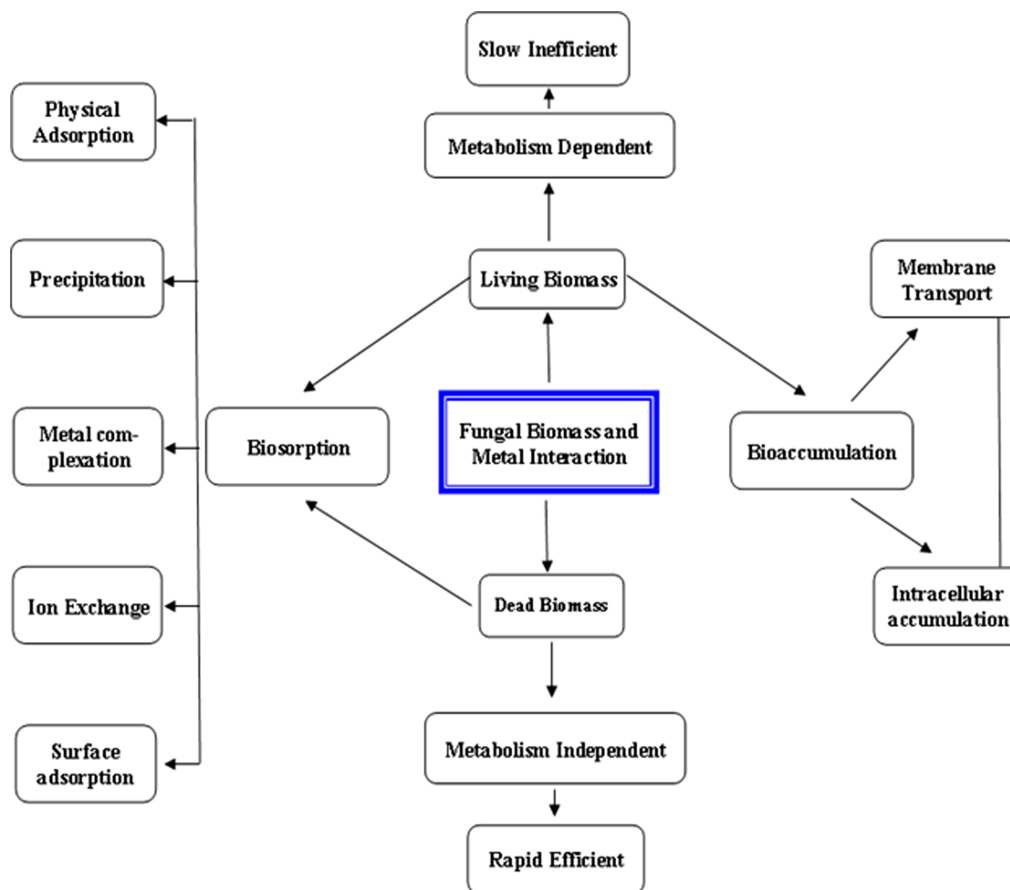 Slow Inefficient
Physical
Adsorption
Metabolism Dependent
Precipitation
Living Biomass
Membrane
Transport
Metal com-
plexation
Biosorption
Fungal Biomass and
Metal Interaction
Bioaccumulation
Ion Exchange
Dead Biomass
Intracellular
accumulation
Surface
adsorption
Metabolism Independent
Rapid Efficient